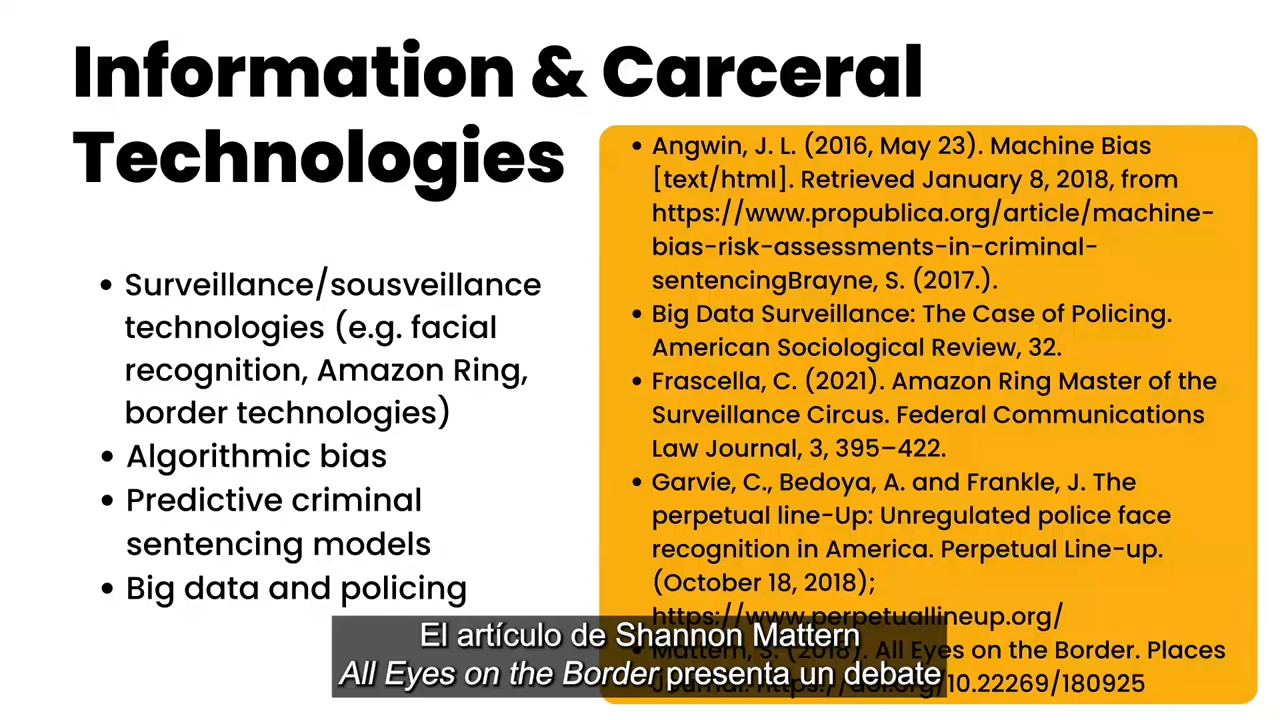 Information & Carceral
Technologies
• Surveillance/sousveillance
technologies (e.g. facial
recognition, Amazon Ring,
border technologies)
• Algorithmic bias
• Predictive criminal
sentencing models
• Big data and policing
• Angwin, J. L. (2016, May 23). Machine Bias
[text/html]. Retrieved January 8, 2018, from
https://www.propublica.org/article/machine-
bias-risk-assessments-in-criminal-
sentencingBrayne, S. (2017.).
• Big Data Surveillance: The Case of Policing.
American Sociological Review, 32.
• Frascella, C. (2021). Amazon Ring Master of the
Surveillance Circus. Federal Communications
Law Journal, 3, 395–422.
• Garvie, C., Bedoya, A. and Frankle, J. The
perpetual line-Up: Unregulated police face
recognition in America. Perpetual Line-up.
(October 18, 2018);
https://www.perpetuallineup.org/
• Mattern, S. (2018). All Eyes on the Border. Places
Journal. https://doi.org/10.22269/180925
El artículo de Shannon Mattern
All Eyes on the Border presenta un debate